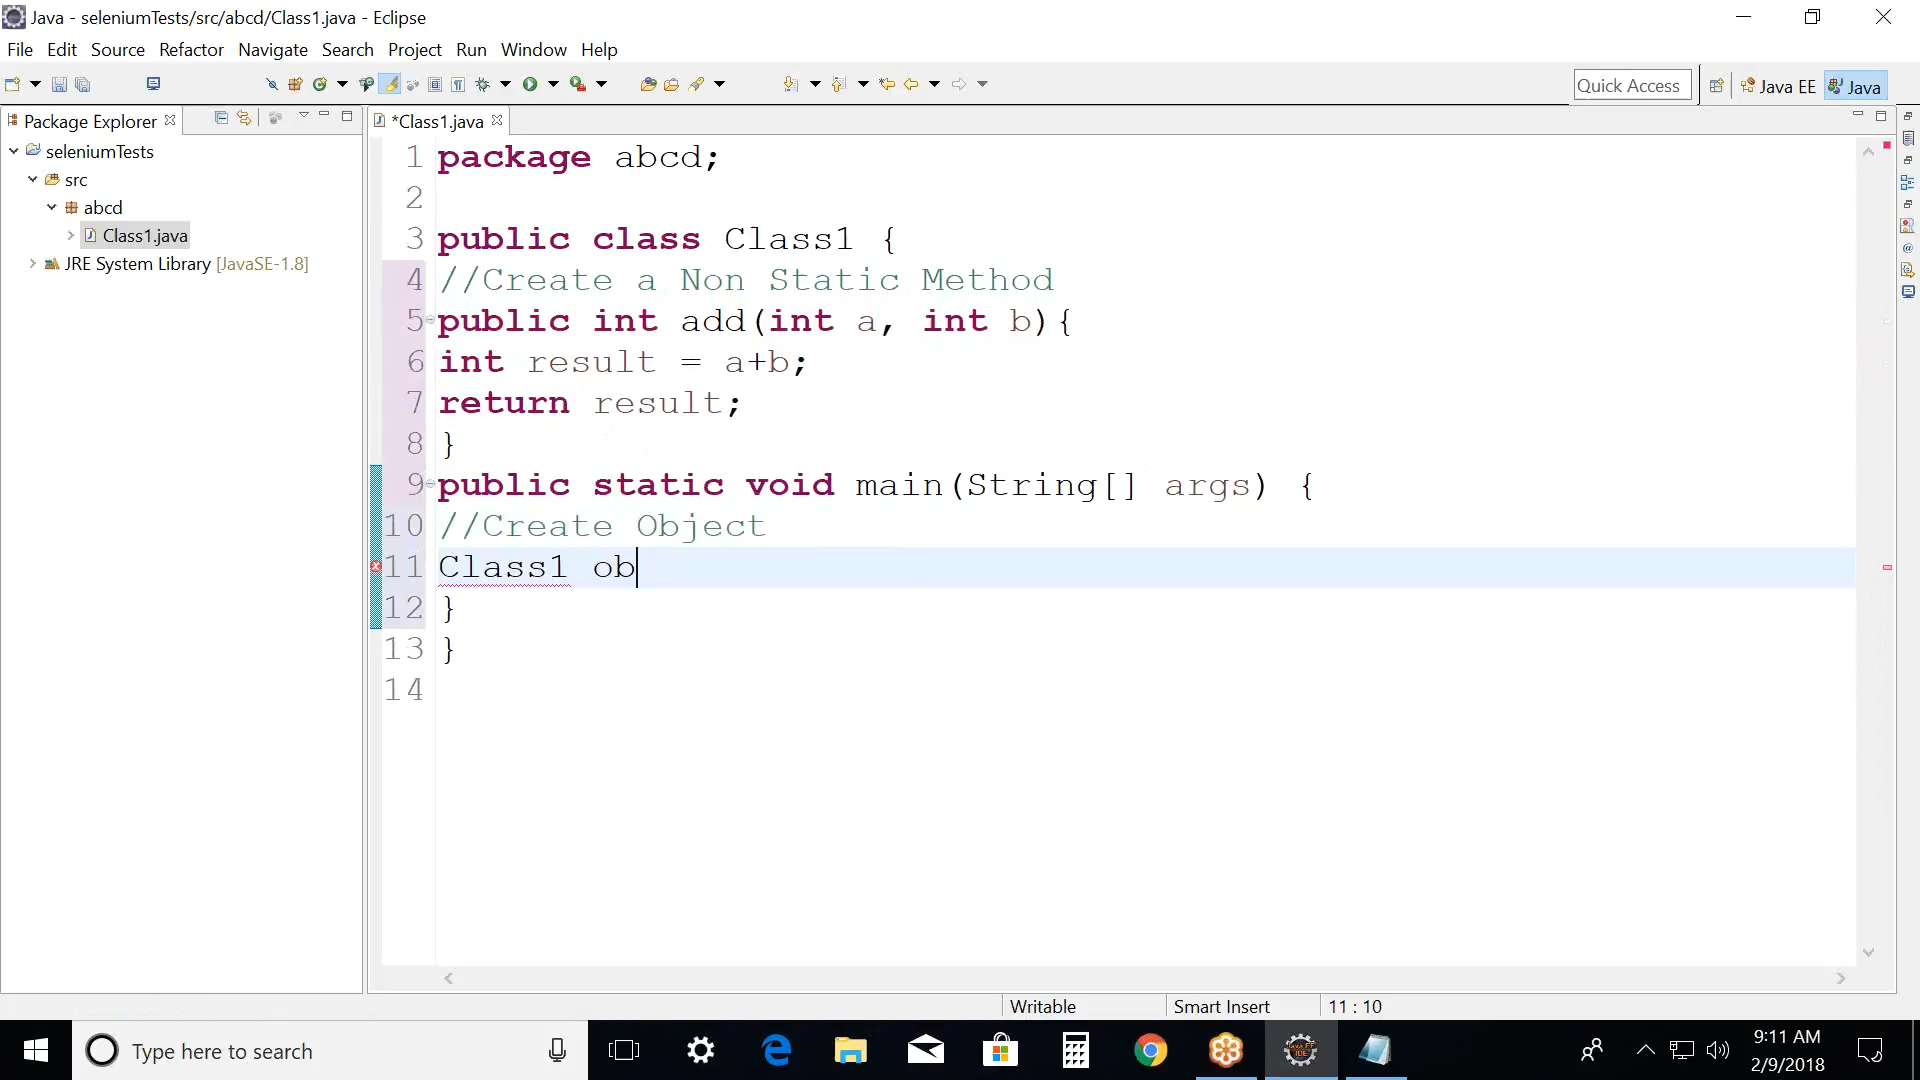 Java - seleniumTests/src/abcd/Class1.java - Eclipse
File Edit Source Refactor Navigate Search Project Run Window Help
Quick Access Java EE Java
Package Explorer
*Class1.java
seleniumTests
src
abcd
Class1.java
JRE System Library [JavaSE-1.8]
1 package abcd;
2
3 public class Class1 {
4 //Create a Non Static Method
5 public int add(int a, int b){
6 int result = a+b;
7 return result;
8 }
9 public static void main(String[] args) {
10 //Create Object
11 Class1 ob
12 }
13 }
14
Writable Smart Insert 11 : 10
Type here to search
9:11 AM
2/9/2018